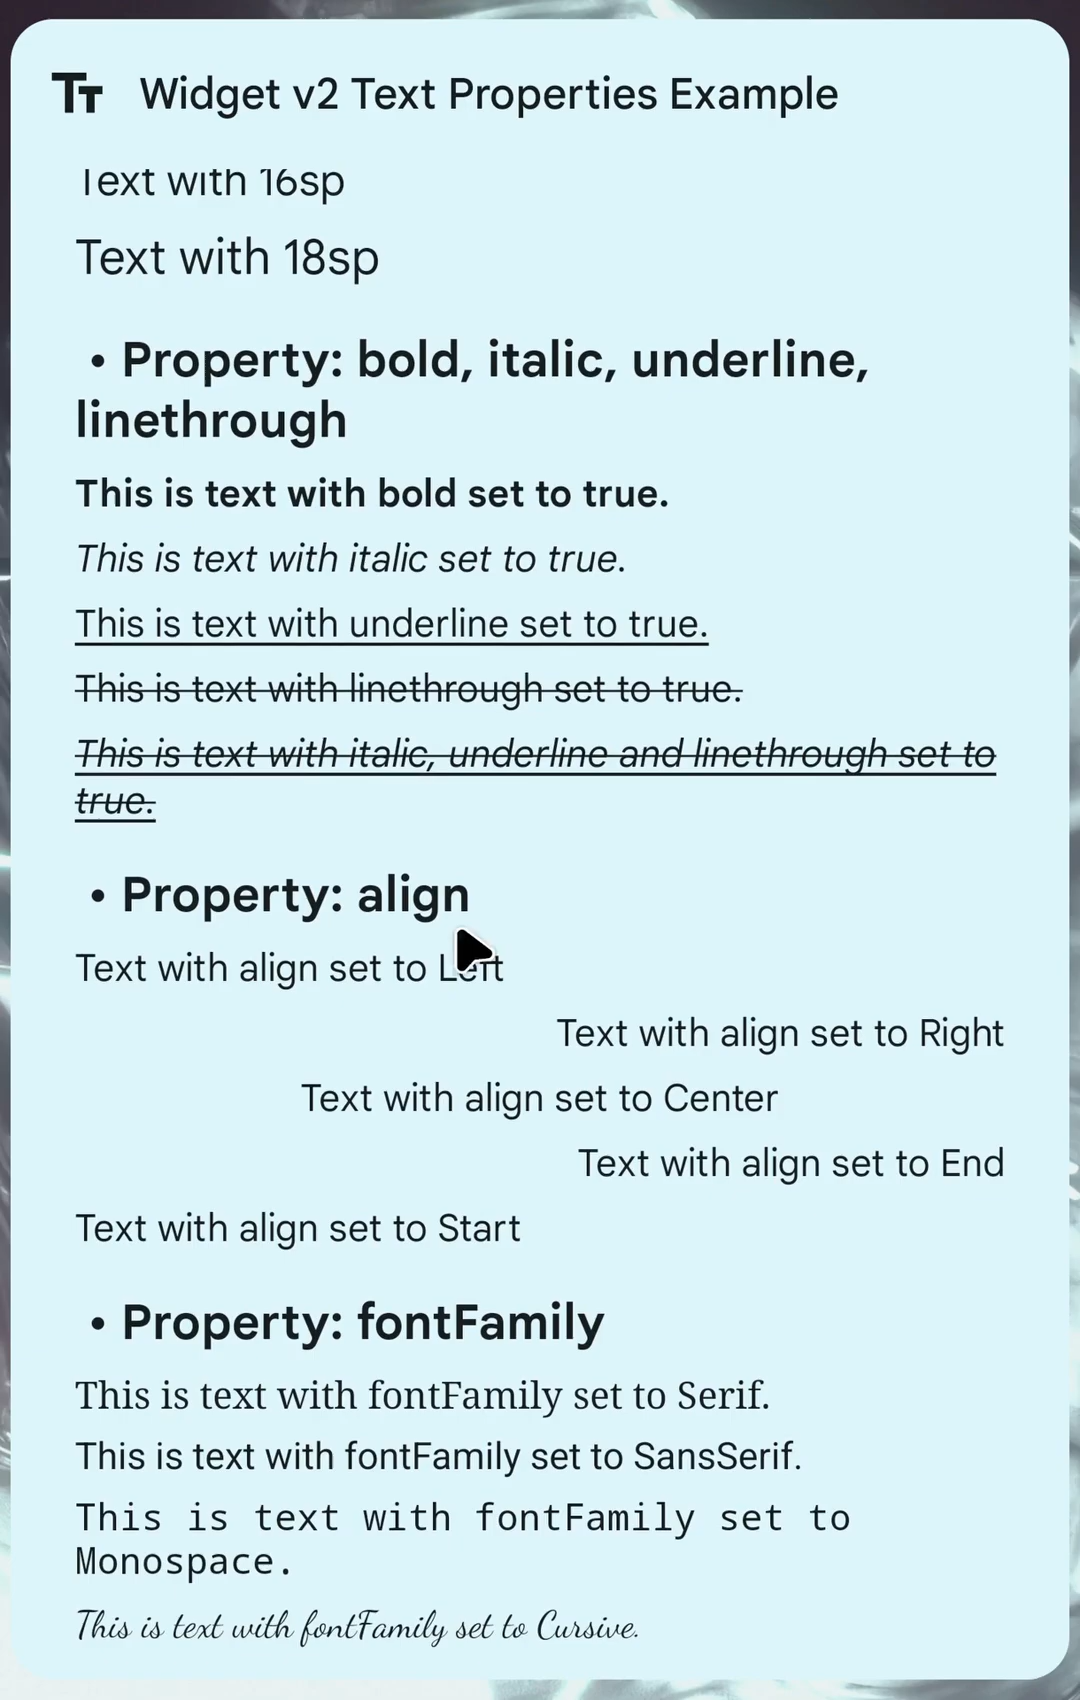 Widget v2 Text Properties Example
Text with 16sp
Text with 18sp
• Property: bold, italic, underline,
linethrough
This is text with bold set to true.
This is text with italic set to true.
This is text with underline set to true.
This is text with linethrough set to true.
This is text with italic, underline and linethrough set to
true.
• Property: align
Text with align set to Left
Text with align set to Right
Text with align set to Center
Text with align set to End
Text with align set to Start
• Property: fontFamily
This is text with fontFamily set to Serif.
This is text with fontFamily set to SansSerif.
This is text with fontFamily set to
Monospace.
This is text with fontFamily set to Cursive.